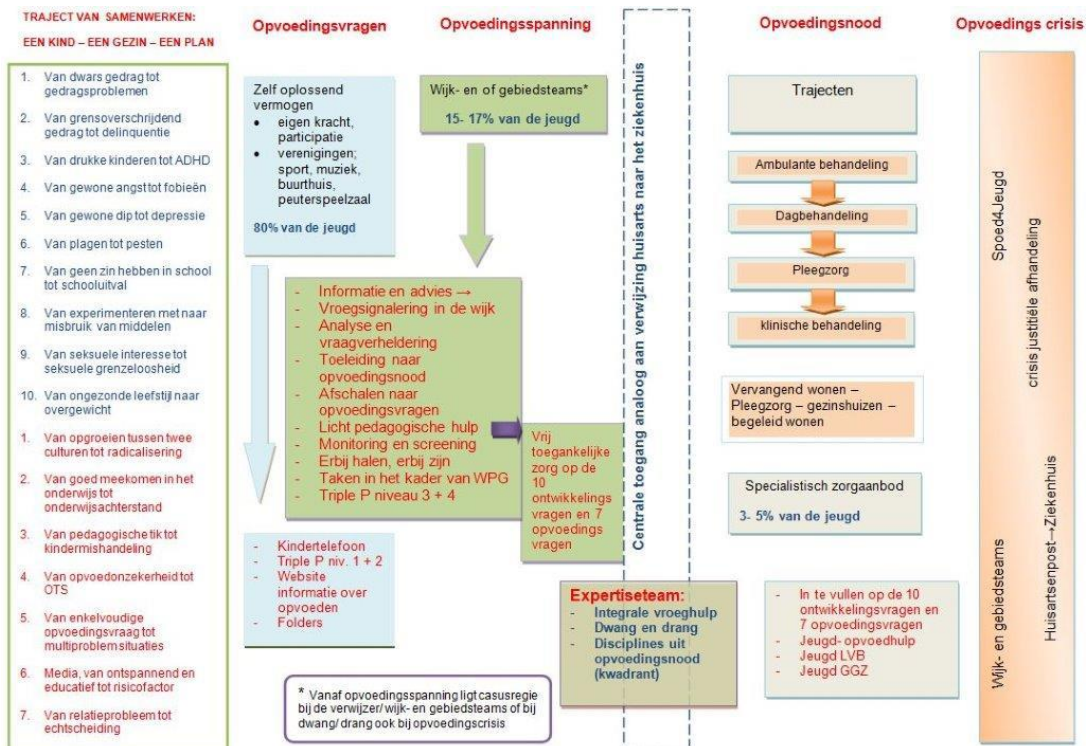 TRAJECT VAN SAMENWERKEN:
EEN KIND – EEN GEZIN – EEN PLAN
1. Van dwars gedrag tot
gedragsproblemen
2. Van grensoverschrijdend
gedrag tot delinquentie
3. Van drukke kinderen tot ADHD
4. Van gewone angst tot fobieën
5. Van gewone dip tot depressie
6. Van plagen tot pesten
7. Van geen zin hebben in school
tot schooluitval
8. Van experimenteren met naar
misbruik van middelen
9. Van seksuele interesse tot
seksuele grenzeloosheid
10. Van ongezonde leefstijl naar
overgewicht
1. Van opgroeien tussen twee
culturen tot radicalisering
2. Van goed meekomen in het
onderwijs tot
onderwijsachterstand
3. Van pedagogische tik tot
kindermishandeling
4. Van opvoedonzekerheid tot
OTS
5. Van enkelvoudige
opvoedingsvraag tot
multiproblem situaties
6. Media, van ontspannend en
educatief tot risicofactor
7. Van relatieprobleem tot
echtscheiding
Opvoedingsvragen
Zelf oplossend
vermogen
• eigen kracht,
participatie
• verenigingen;
sport, muziek,
buurthuis,
peuterspeelzaal
80% van de jeugd
Opvoedingsspanning
Wijk- en of gebiedsteams*
15- 17% van de jeugd
- Informatie en advies →
- Vroegsignalering in de wijk
- Analyse en
vraagverheldering
- Toeleiding naar
opvoedingsnood
- Afschalen naar
opvoedingsvragen
- Licht pedagogische hulp
- Monitoring en screening
- Erbij halen, erbij zijn
- Taken in het kader van WPG
- Triple P niveau 3 + 4
Vrij
toegankelijke
zorg op de
10
ontwikkelings
vragen en 7
opvoedings
vragen
- Kindertelefoon
- Triple P niv. 1 + 2
- Website
informatie over
opvoeden
- Folders
* Vanaf opvoedingsspanning ligt casusregie
bij de verwijzer/ wijk- en gebiedsteams of bij
dwang/ drang ook bij opvoedingscrisis
Centrale toegang analoog aan verwijzing huisarts naar het ziekenhuis
Expertiseteam:
- Integrale vroeghulp
- Dwang en drang
- Disciplines uit
opvoedingsnood
(kwadrant)
Opvoedingsnood
Trajecten
Ambulante behandeling
Dagbehandeling
Pleegzorg
klinische behandeling
Vervangend wonen –
Pleegzorg – gezinshuizen –
begeleid wonen
Specialistisch zorgaanbod
3- 5% van de jeugd
- In te vullen op de 10
ontwikkelingsvragen en
7 opvoedingsvragen
- Jeugd- opvoedhulp
- Jeugd LVB
- Jeugd GGZ
Opvoedings crisis
Wijk- en gebiedsteams
Spoed4Jeugd
crisis justitiële afhandeling
Huisartsenpost→Ziekenhuis